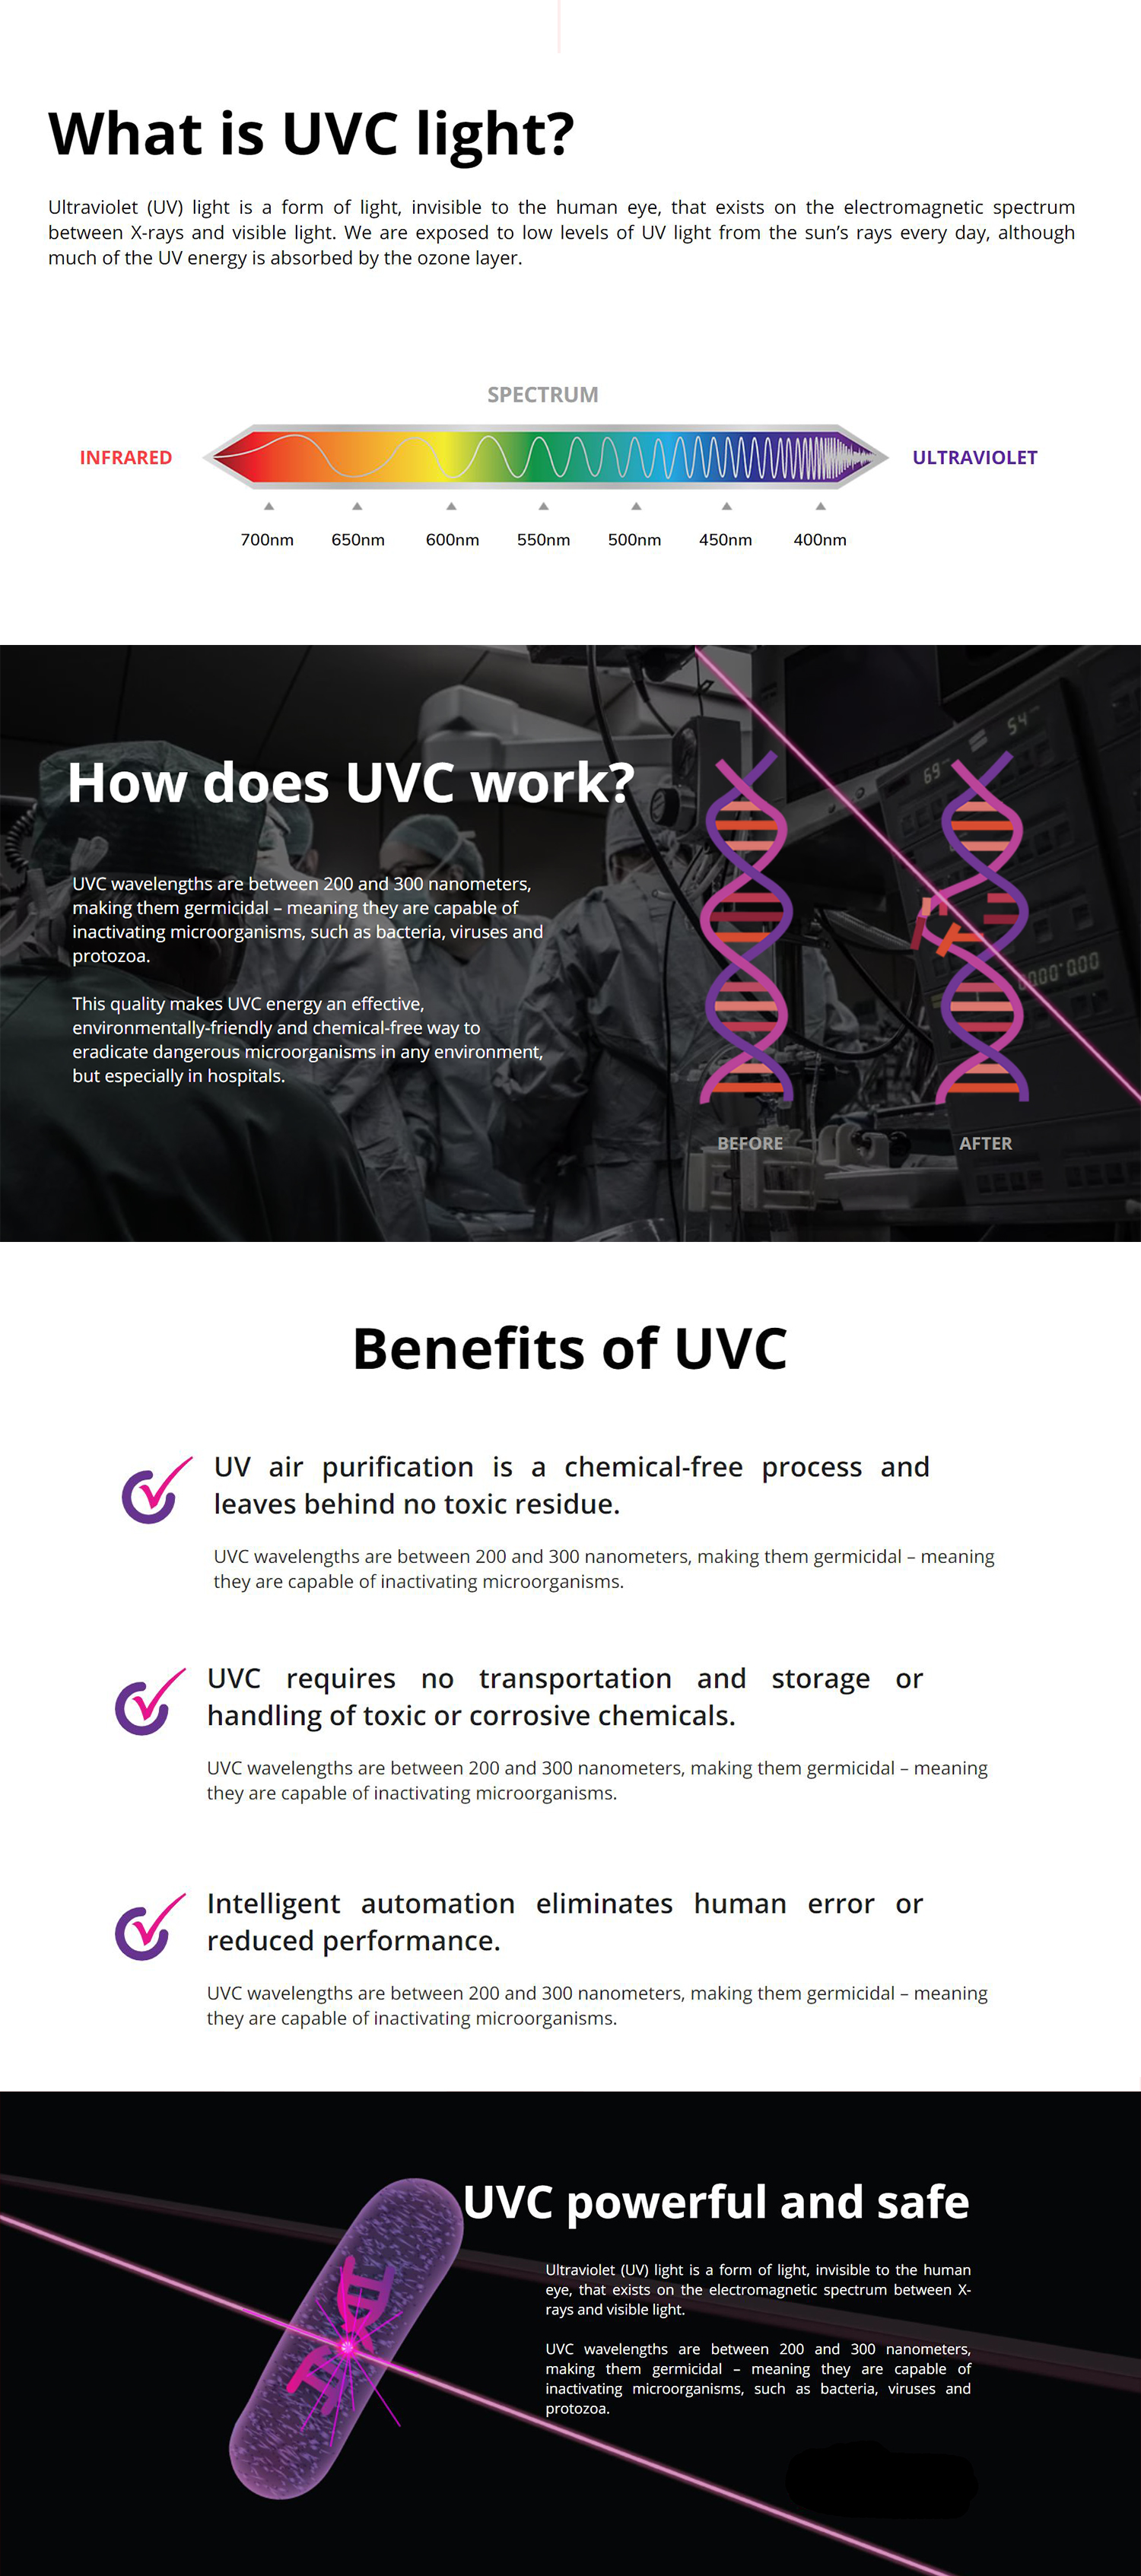 What is UVC light?
Ultraviolet (UV) light is a form of light, invisible to the human eye, that exists on the electromagnetic spectrum
between X-rays and visible light. We are exposed to low levels of UV light from the sun’s rays every day, although
much of the UV energy is absorbed by the ozone layer.
SPECTRUM
INFRARED
ULTRAVIOLET
700nm 650nm 600nm 550nm 500nm 450nm 400nm
How does UVC work?
UVC wavelengths are between 200 and 300 nanometers,
making them germicidal – meaning they are capable of
inactivating microorganisms, such as bacteria, viruses and
protozoa.
This quality makes UVC energy an effective,
environmentally-friendly and chemical-free way to
eradicate dangerous microorganisms in any environment,
but especially in hospitals.
54
69
00.00 0.00
BEFORE AFTER
Benefits of UVC
UV air purification is a chemical-free process and
leaves behind no toxic residue.
UVC wavelengths are between 200 and 300 nanometers, making them germicidal – meaning
they are capable of inactivating microorganisms.
UVC requires no transportation and storage or
handling of toxic or corrosive chemicals.
UVC wavelengths are between 200 and 300 nanometers, making them germicidal – meaning
they are capable of inactivating microorganisms.
Intelligent automation eliminates human error or
reduced performance.
UVC wavelengths are between 200 and 300 nanometers, making them germicidal – meaning
they are capable of inactivating microorganisms.
UVC powerful and safe
Ultraviolet (UV) light is a form of light, invisible to the human
eye, that exists on the electromagnetic spectrum between X-
rays and visible light.
UVC wavelengths are between 200 and 300 nanometers,
making them germicidal – meaning they are capable of
inactivating microorganisms, such as bacteria, viruses and
protozoa.